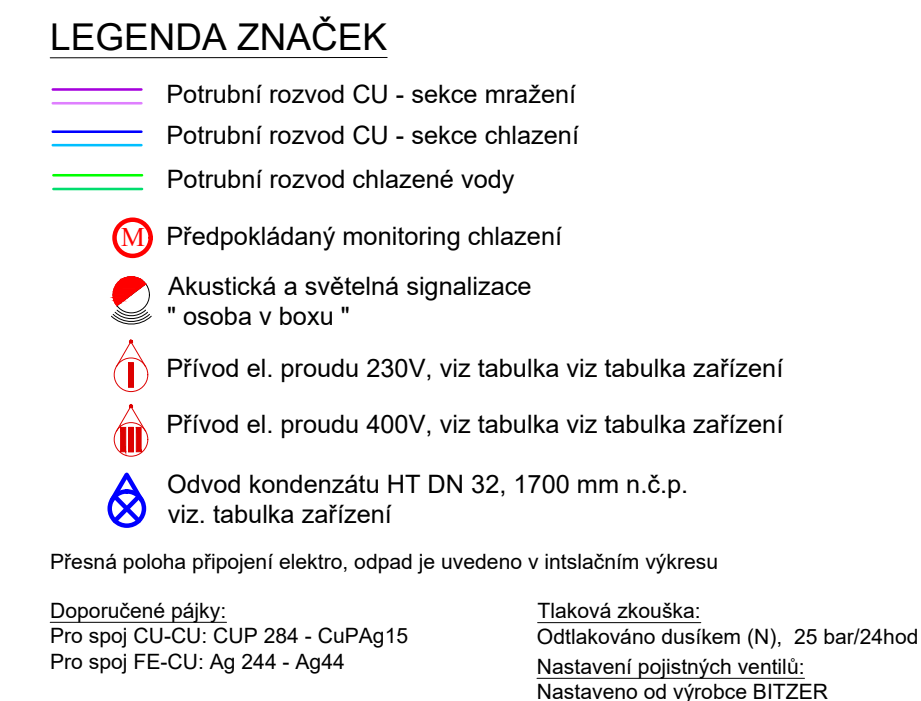 LEGENDA ZNAČEK
Potrubní rozvod CU - sekce mražení
Potrubní rozvod CU - sekce chlazení
Potrubní rozvod chlazené vody
M Předpokládaný monitoring chlazení
Akustická a světelná signalizace
" osoba v boxu "
Přívod el. proudu 230V, viz tabulka viz tabulka zařízení
Přívod el. proudu 400V, viz tabulka viz tabulka zařízení
Odvod kondenzátu HT DN 32, 1700 mm n.č.p.
viz. tabulka zařízení
Přesná poloha připojení elektro, odpad je uvedeno v intslačním výkresu
Doporučené pájky:
Pro spoj CU-CU: CUP 284 - CuPAg15
Pro spoj FE-CU: Ag 244 - Ag44
Tlaková zkouška:
Odtlakováno dusíkem (N), 25 bar/24hod
Nastavení pojistných ventilů:
Nastaveno od výrobce BITZER